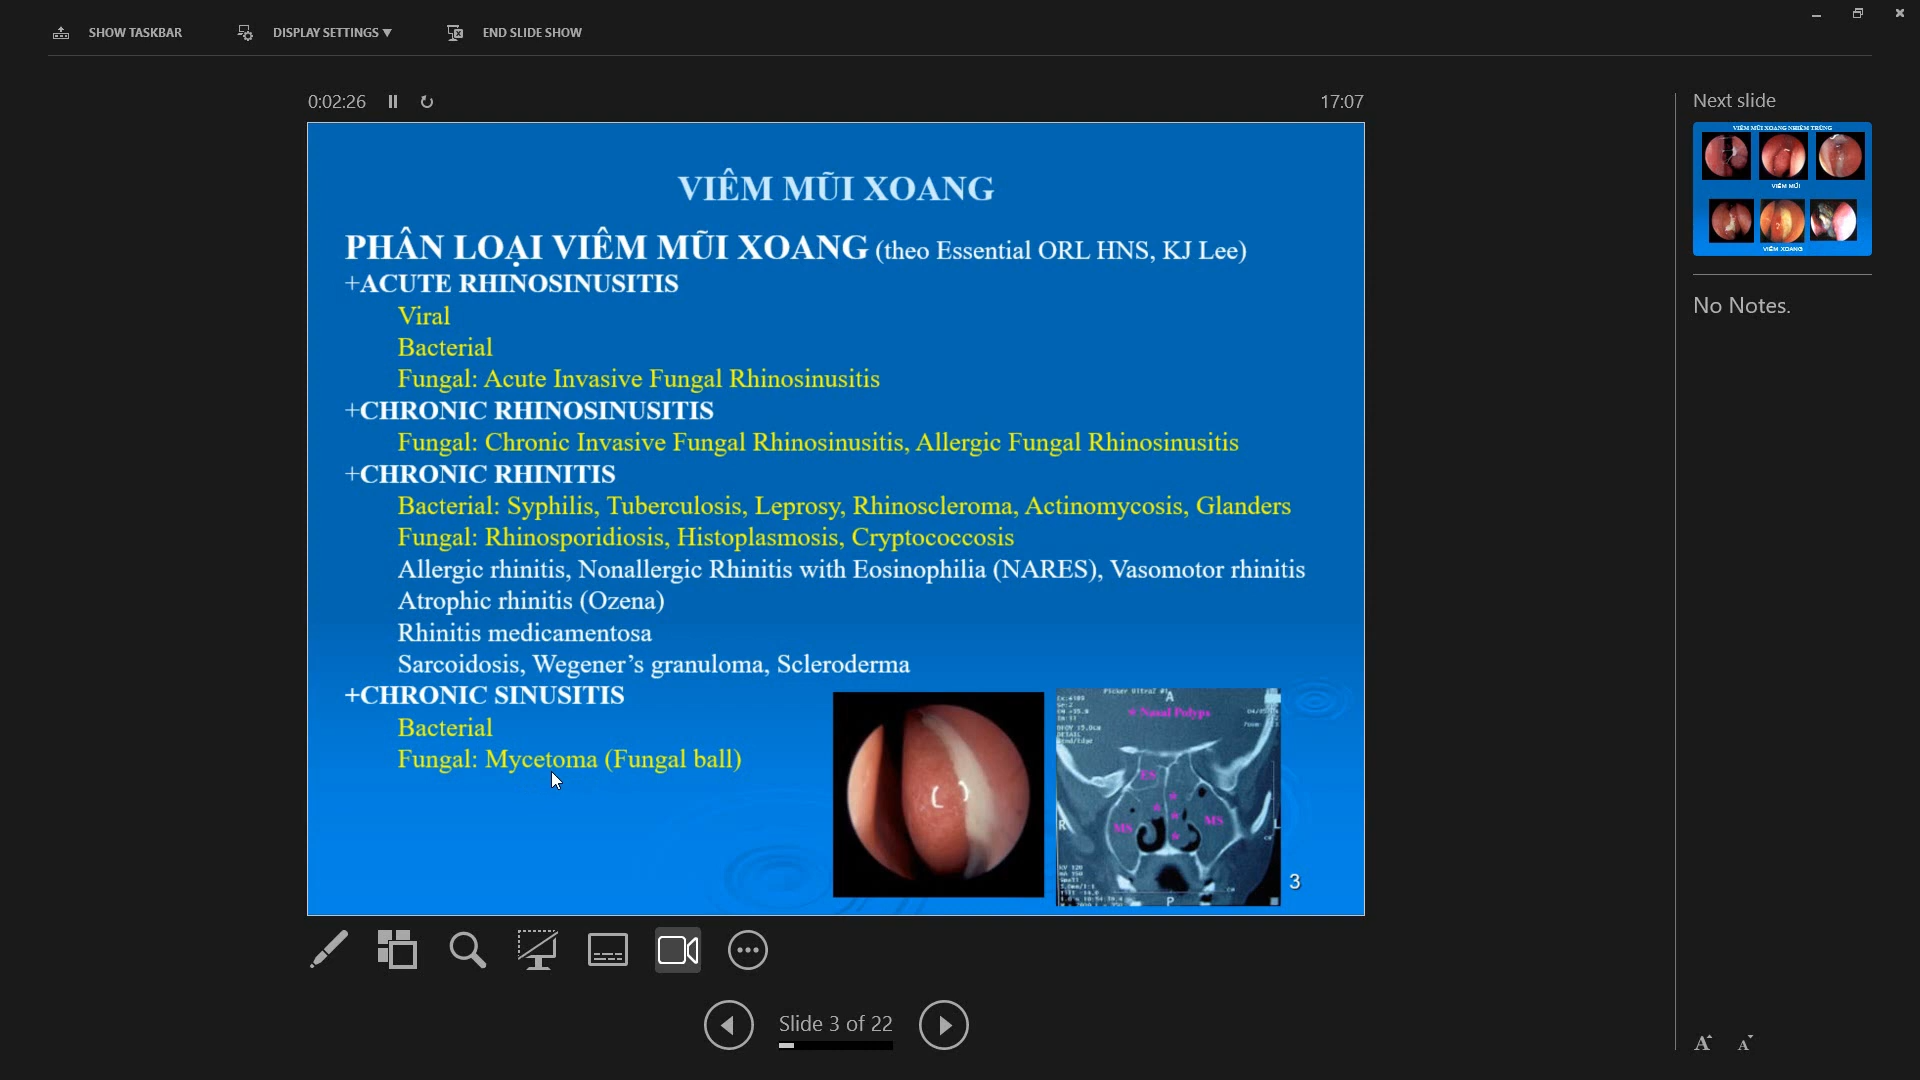 SHOW TASKBAR
DISPLAY SETTINGS ▼
END SLIDE SHOW
0:02:26
17:07
VIÊM MŨI XOANG
PHÂN LOẠI VIÊM MŨI XOANG (theo Essential ORL HNS, KJ Lee)
+ACUTE RHINOSINUSITIS
Viral
Bacterial
Fungal: Acute Invasive Fungal Rhinosinusitis
+CHRONIC RHINOSINUSITIS
Fungal: Chronic Invasive Fungal Rhinosinusitis, Allergic Fungal Rhinosinusitis
+CHRONIC RHINITIS
Bacterial: Syphilis, Tuberculosis, Leprosy, Rhinoscleroma, Actinomycosis, Glanders
Fungal: Rhinosporidiosis, Histoplasmosis, Cryptococcosis
Allergic rhinitis, Nonallergic Rhinitis with Eosinophilia (NARES), Vasomotor rhinitis
Atrophic rhinitis (Ozena)
Rhinitis medicamentosa
Sarcoidosis, Wegener’s granuloma, Scleroderma
+CHRONIC SINUSITIS
Bacterial
Fungal: Mycetoma (Fungal ball)
A
* Nasal Polyps
ES
MS
MS
R
L
P
3
Slide 3 of 22
Next slide
VIÊM MŨI XOANG NHIỄM TRÙNG
VIÊM MŨI
VIÊM XOANG
No Notes.
A
A